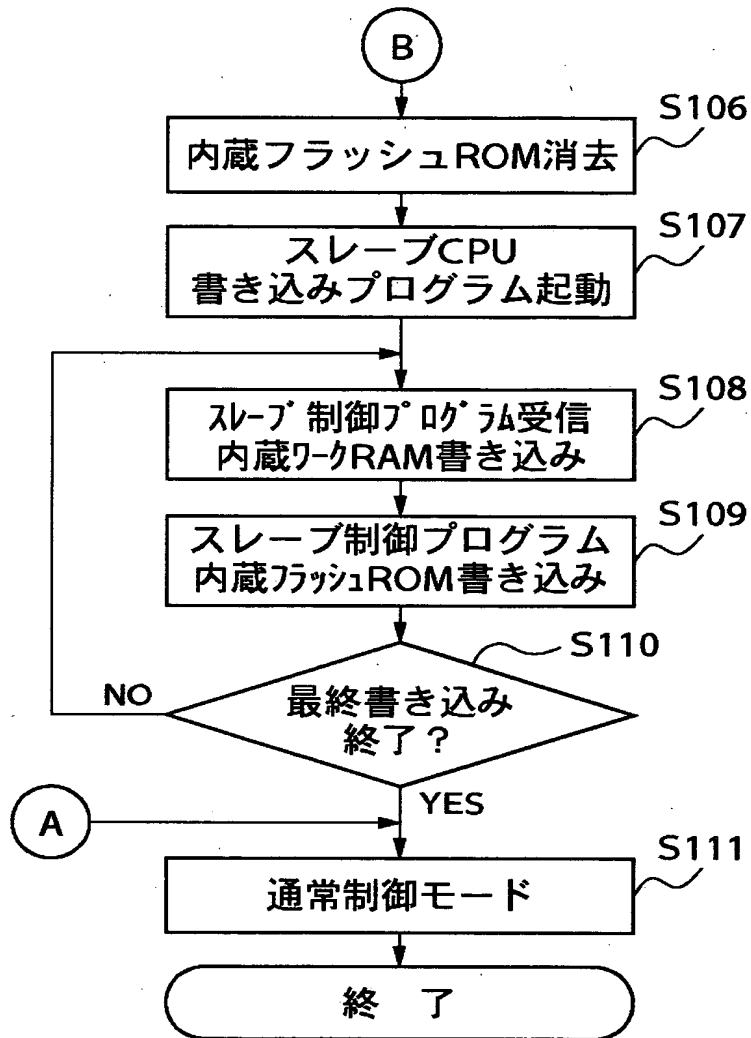 B
S106
内蔵フラッシュROM消去
S107
スレーブCPU
書き込みプログラム起動
S108
ｽﾚｰﾌﾞ制御ﾌﾟﾛｸﾞﾗﾑ受信
内蔵ﾜｰｸRAM書き込み
S109
スレーブ制御プログラム
内蔵ﾌﾗｯｼｭROM書き込み
S110
NO
最終書き込み
終了？
YES
A
S111
通常制御モード
終 了